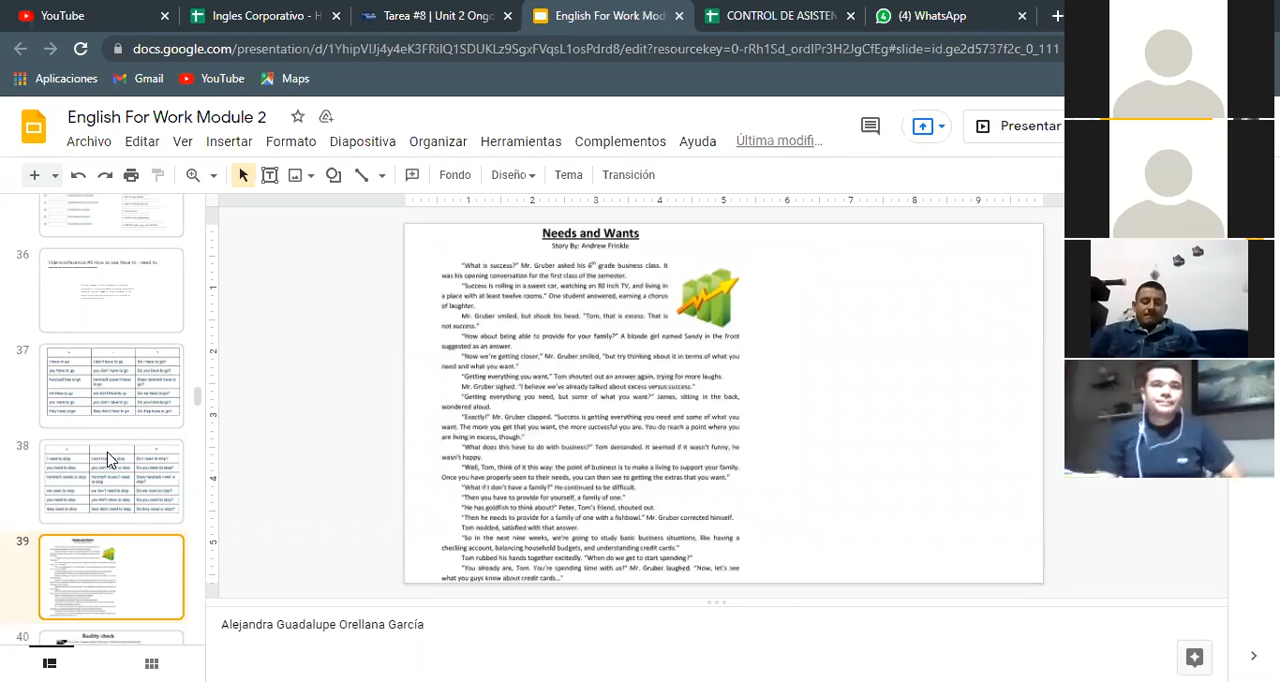 YouTube
Ingles Corporativo - H
Tarea #8 | Unit 2 Ongo
English For Work Mod
CONTROL DE ASISTEN
(4) WhatsApp
docs.google.com/presentation/d/1YhipVlJj4y4eK3FRilQ1SDUKLz9SgxFVqsL1osPdrd8/edit?resourcekey=0-rRh1Sd_ordlPr3H2JgCfEg#slide=id.ge2d5737f2c_0_111
Aplicaciones Gmail YouTube Maps
English For Work Module 2
Archivo Editar Ver Insertar Formato Diapositiva Organizar Herramientas Complementos Ayuda Última modifi...
Presentar
Fondo Diseño Tema Transición
1 2 3 4 5 6 7 8 9
36
37
38
39
40
Reality check
Needs and Wants
Story By: Andrew Frinkle
"What is success?" Mr. Gruber asked his 6th grade business class. It
was his opening conversation for the first class of the semester.
"Success is rolling in a sweet car, watching an 80 inch TV, and living in
a place with at least twelve rooms." One student answered, earning a chorus
of laughter.
Mr. Gruber smiled, but shook his head. "Tom, that is excess. That is
not success."
"How about being able to provide for your family?" A blonde girl named Sandy in the front
suggested as an answer.
"Now we're getting closer," Mr. Gruber smiled, "but try thinking about it in terms of what you
need and what you want."
"Getting everything you want," Tom shouted out an answer again, trying for more laughs.
Mr. Gruber sighed. "I believe we've already talked about excess versus success."
"Getting everything you need, but some of what you want?" James, sitting in the back,
wondered aloud.
"Exactly!" Mr. Gruber clapped. "Success is getting everything you need and some of what you
want. The more you get that you want, the more successful you are. You do reach a point where you
are living in excess, though."
"What does this have to do with business?" Tom demanded. It seemed if it wasn't funny, he
wasn't happy.
"Well, Tom, think of it this way: the point of business is to make a living to support your family.
Once you have properly seen to their needs, you can then see to getting the extras that you want."
"What if I don't have a family?" He continued to be difficult.
"Then you have to provide for yourself, a family of one."
"He has goldfish to think about!" Peter, Tom's friend, shouted out.
"Then he needs to provide for a family of one with a fishbowl." Mr. Gruber corrected himself.
Tom nodded, satisfied with that answer.
"So in the next nine weeks, we're going to study basic business situations, like having a
checking account, balancing household budgets, and understanding credit cards."
Tom rubbed his hands together excitedly. "When do we get to start spending?"
"You already are, Tom. You're spending time with us!" Mr. Gruber laughed. "Now, let's see
what you guys know about credit cards..."
Alejandra Guadalupe Orellana García